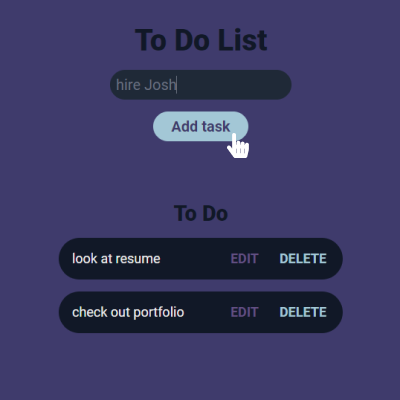 To Do List
hire Josh
Add task
To Do
look at resume EDIT DELETE
check out portfolio EDIT DELETE